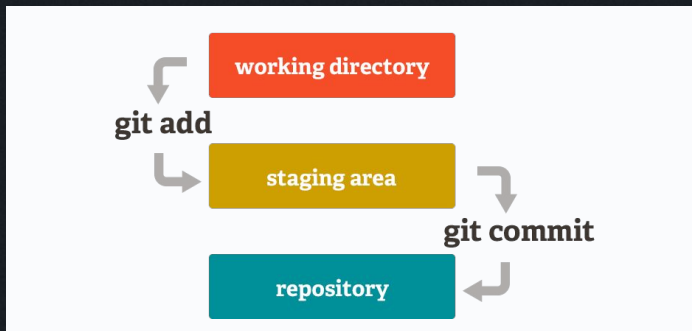 working directory
git add
staging area
git commit
repository